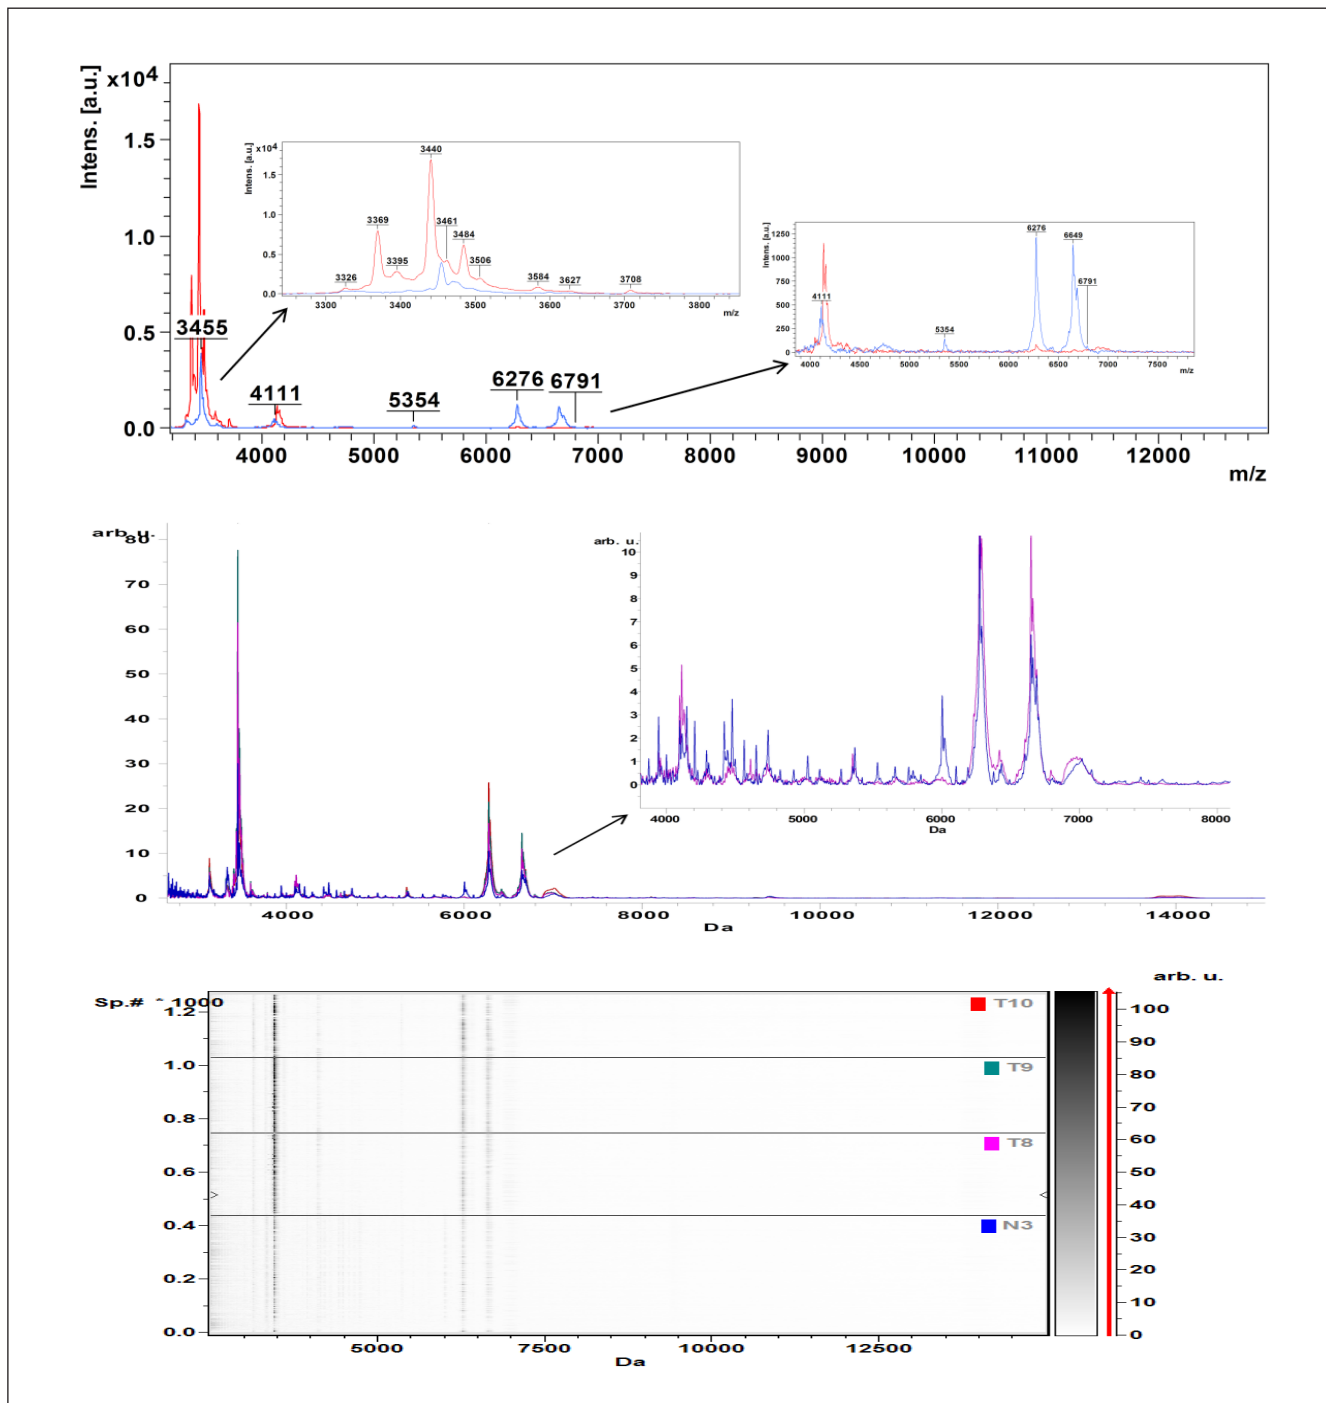 x10⁴
Intens. [a.u.]
1.5
1.0
0.5
0.0
3455
4111
5354
6276
6791
4000 5000 6000 7000 8000 9000 10000 11000 12000
m/z
Intens. [a.u.]
x10⁴
1.5
1.0
0.5
0.0
3326
3369
3395
3440
3461
3484
3506
3584
3627
3708
3300 3400 3500 3600 3700 3800
m/z
Intens. [a.u.]
1250
1000
750
500
250
0
4111
5354
6276
6649
6791
4000 4500 5000 5500 6000 6500 7000 7500
m/z
arb. u.
80
70
60
50
40
30
20
10
0
4000 6000 8000 10000 12000 14000
Da
arb. u.
10
9
8
7
6
5
4
3
2
1
0
4000 5000 6000 7000 8000
Da
Sp.# * 1000
1.2
1.0
0.8
0.6
0.4
0.2
0.0
T10
T9
T8
N3
5000 7500 10000 12500
Da
arb. u.
100
90
80
70
60
50
40
30
20
10
0